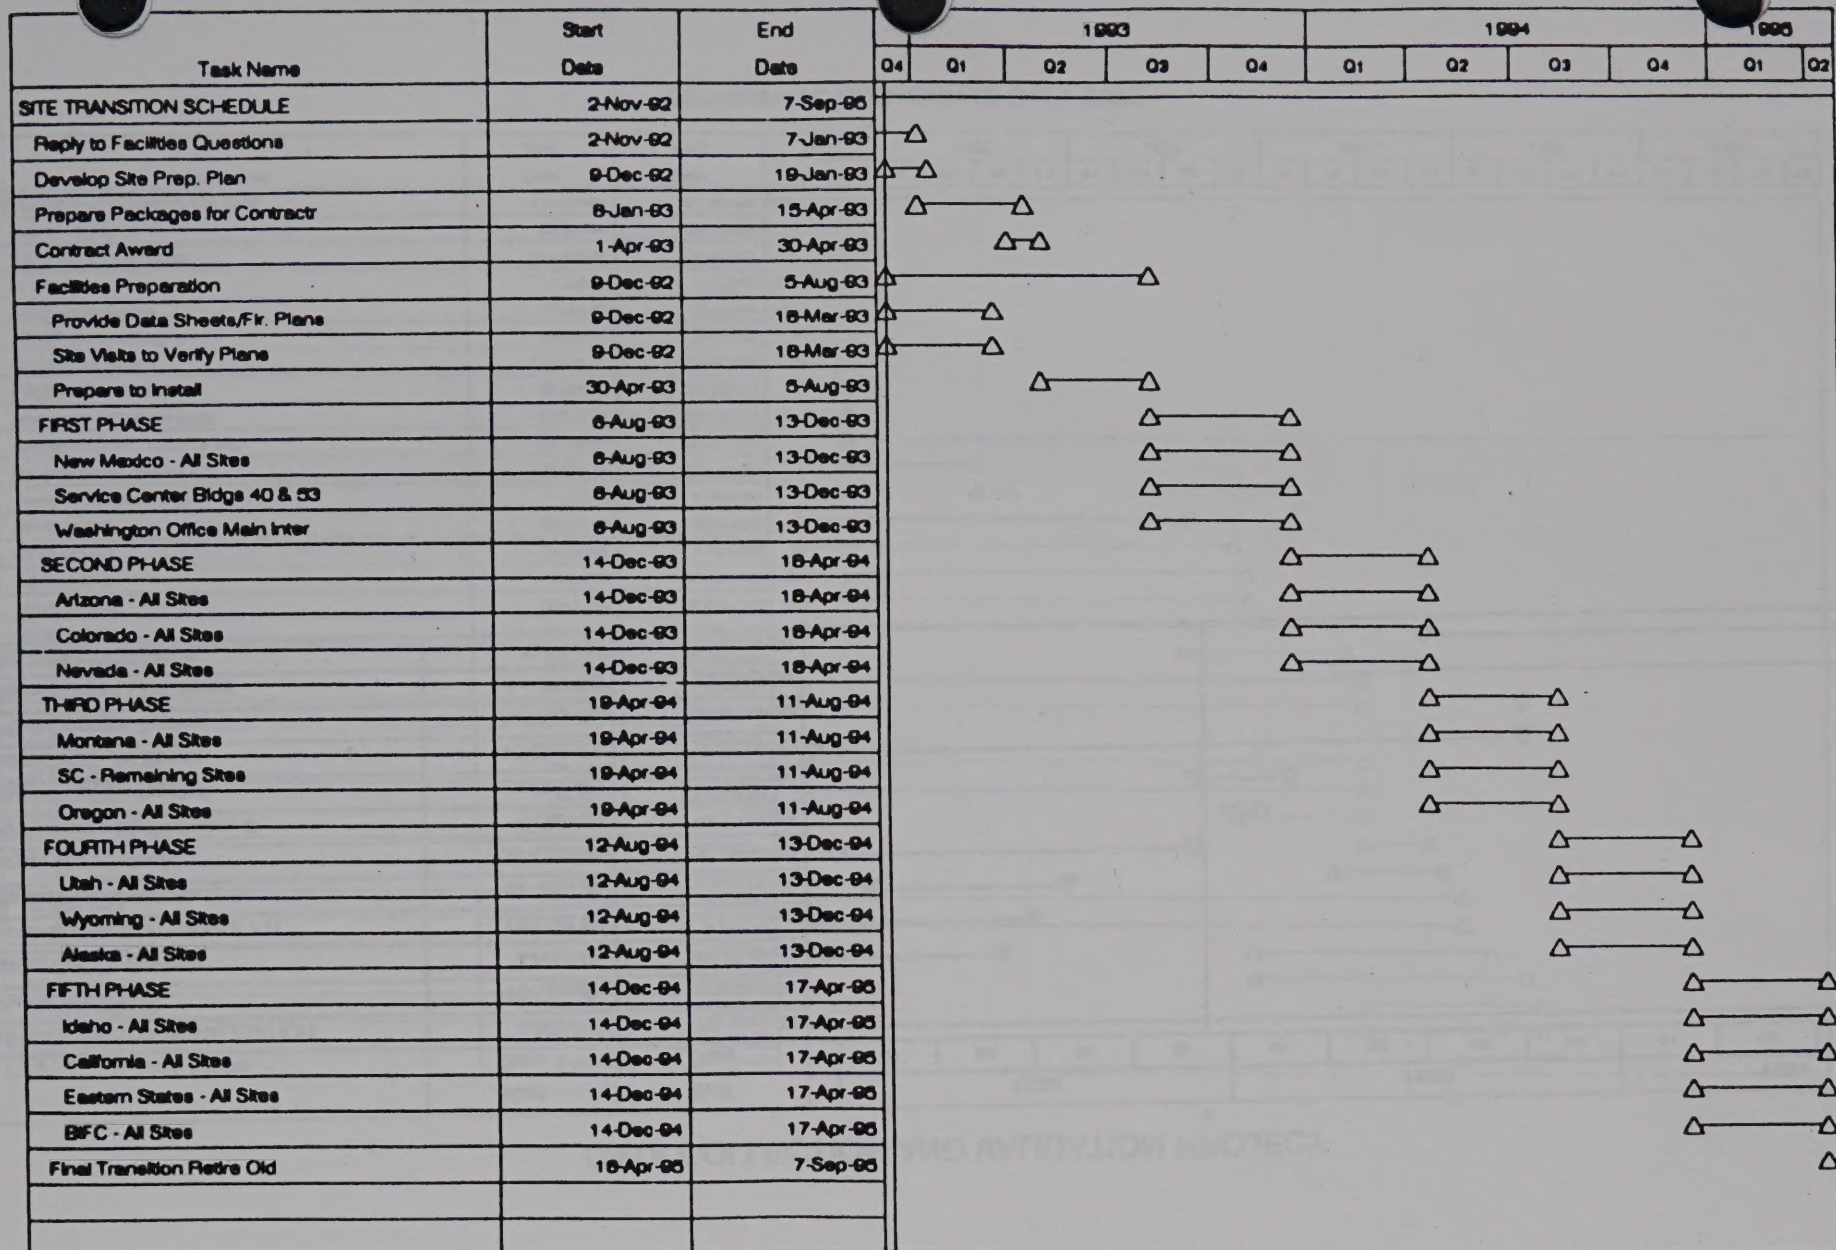 Start End 1993 1994 1995
Task Name Date Date Q4 Q1 Q2 Q3 Q4 Q1 Q2 Q3 Q4 Q1 Q2
SITE TRANSITION SCHEDULE 2-Nov-92 7-Sep-95
Reply to Facilities Questions 2-Nov-92 7-Jan-93
Develop Site Prep. Plan 9-Dec-92 19-Jan-93
Prepare Packages for Contractr 8-Jan-93 15-Apr-93
Contract Award 1-Apr-93 30-Apr-93
Facilities Preparation 9-Dec-92 5-Aug-93
Provide Data Sheets/Flr. Plans 9-Dec-92 16-Mar-93
Site Visits to Verify Plans 9-Dec-92 18-Mar-93
Prepare to Install 30-Apr-93 5-Aug-93
FIRST PHASE 6-Aug-93 13-Dec-93
New Mexico - All Sites 6-Aug-93 13-Dec-93
Service Center Bldgs 40 & 53 6-Aug-93 13-Dec-93
Washington Office Main Inter 6-Aug-93 13-Dec-93
SECOND PHASE 14-Dec-93 18-Apr-94
Arizona - All Sites 14-Dec-93 18-Apr-94
Colorado - All Sites 14-Dec-93 18-Apr-94
Nevada - All Sites 14-Dec-93 18-Apr-94
THIRD PHASE 19-Apr-94 11-Aug-94
Montana - All Sites 19-Apr-94 11-Aug-94
SC - Remaining Sites 19-Apr-94 11-Aug-94
Oregon - All Sites 19-Apr-94 11-Aug-94
FOURTH PHASE 12-Aug-94 13-Dec-94
Utah - All Sites 12-Aug-94 13-Dec-94
Wyoming - All Sites 12-Aug-94 13-Dec-94
Alaska - All Sites 12-Aug-94 13-Dec-94
FIFTH PHASE 14-Dec-94 17-Apr-95
Idaho - All Sites 14-Dec-94 17-Apr-95
California - All Sites 14-Dec-94 17-Apr-95
Eastern States - All Sites 14-Dec-94 17-Apr-95
BIFC - All Sites 14-Dec-94 17-Apr-95
Final Transition Retire Old 18-Apr-95 7-Sep-95